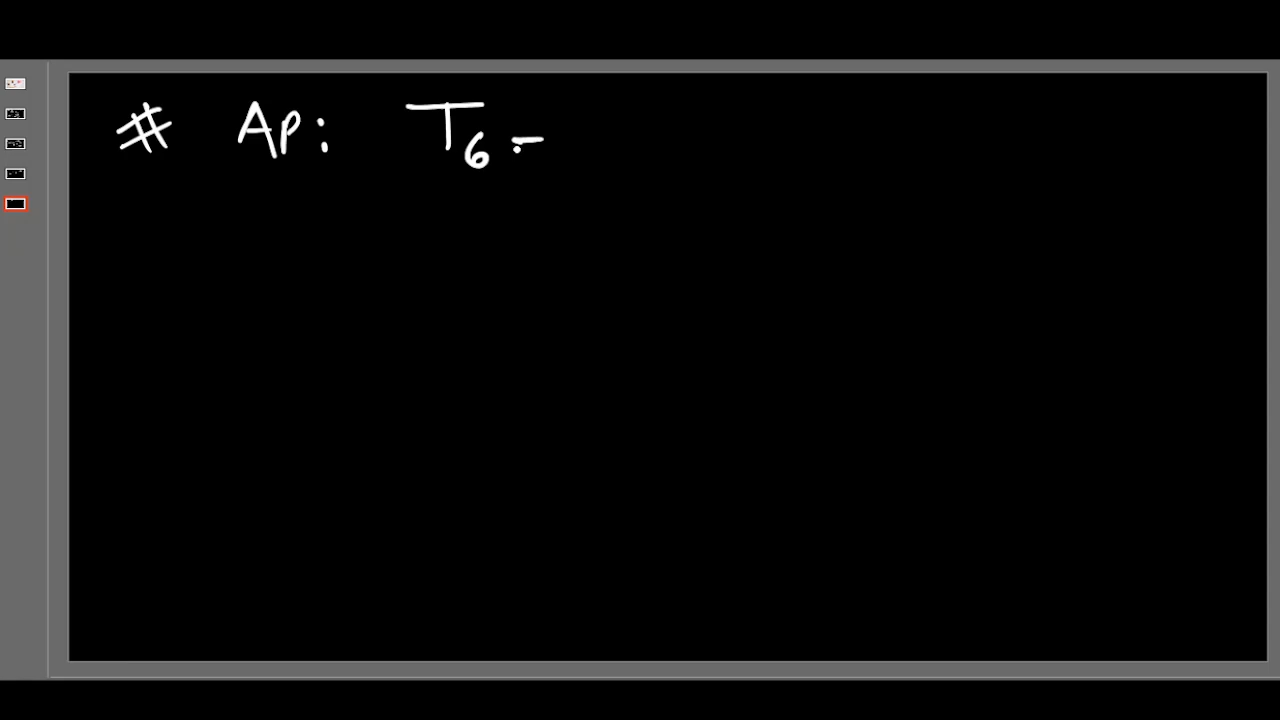 # Ap: T₆ =